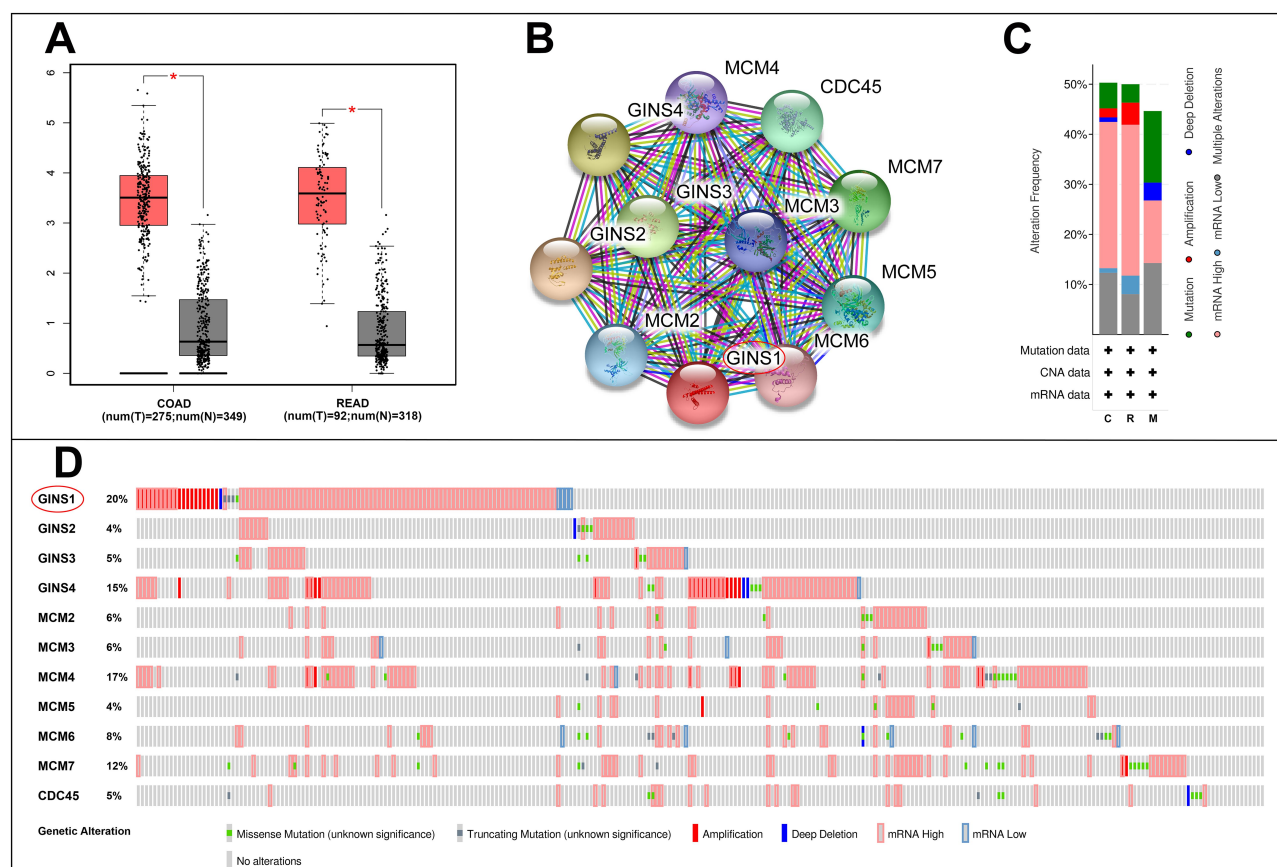 A
6
5
4
3
2
1
0
*
*
COAD
(num(T)=275;num(N)=349)
READ
(num(T)=92;num(N)=318)
B
MCM4
CDC45
GINS4
MCM7
GINS3
MCM3
GINS2
MCM5
MCM2
MCM6
GINS1
C
50%
40%
30%
20%
10%
Alteration Frequency
Mutation data
CNA data
mRNA data
+ + +
+ + +
+ + +
C R M
Mutation
Amplification
Deep Deletion
mRNA High
mRNA Low
Multiple Alterations
D
GINS1 20%
GINS2 4%
GINS3 5%
GINS4 15%
MCM2 6%
MCM3 6%
MCM4 17%
MCM5 4%
MCM6 8%
MCM7 12%
CDC45 5%
Genetic Alteration
Missense Mutation (unknown significance)
Truncating Mutation (unknown significance)
Amplification
Deep Deletion
mRNA High
mRNA Low
No alterations